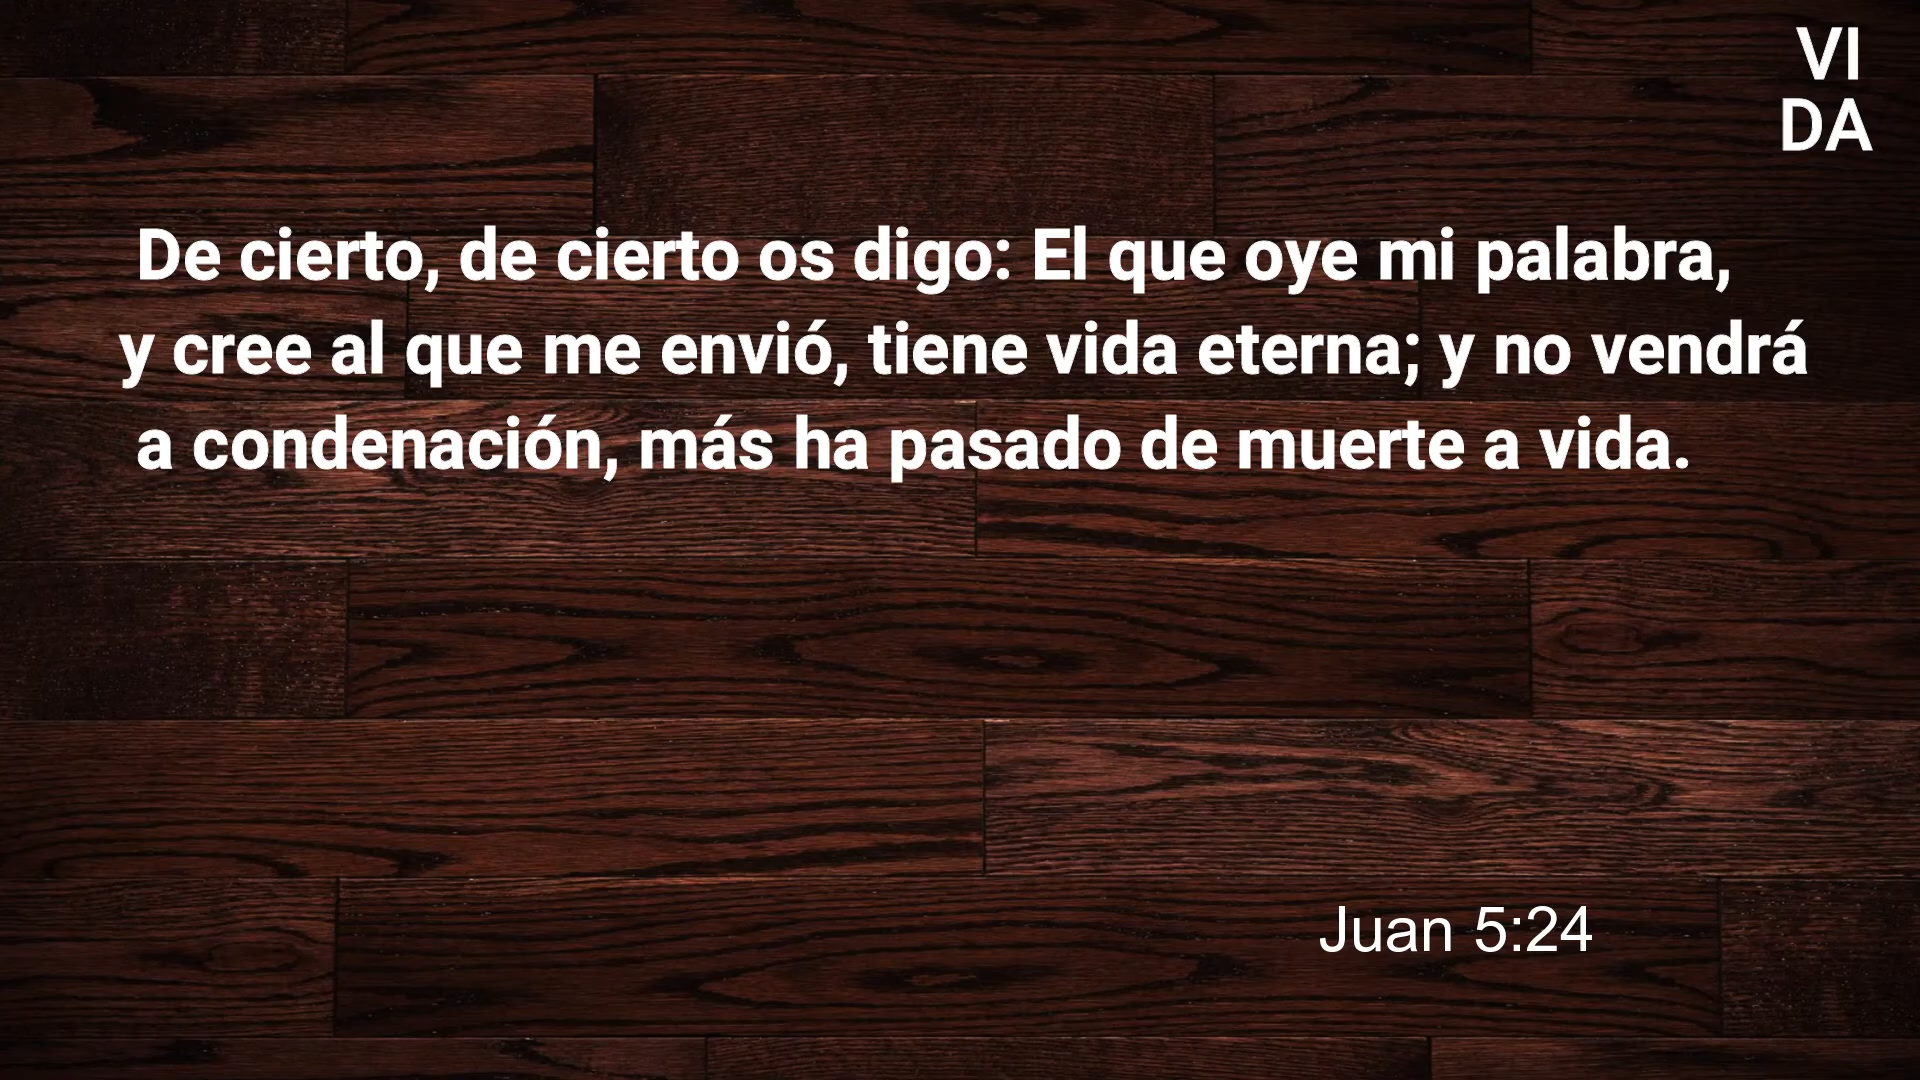 VI
DA
De cierto, de cierto os digo: El que oye mi palabra,
y cree al que me envió, tiene vida eterna; y no vendrá
a condenación, más ha pasado de muerte a vida.
Juan 5:24